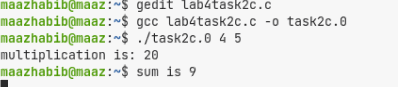 maazhabib@maaz:~$ gedit lab4task2c.c
maazhabib@maaz:~$ gcc lab4task2c.c -o task2c.0
maazhabib@maaz:~$ ./task2c.0 4 5
multiplication is: 20
maazhabib@maaz:~$ sum is 9